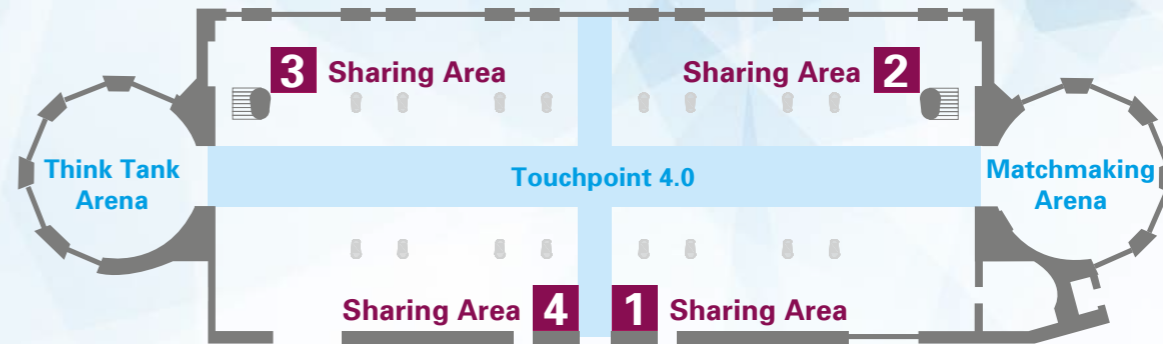 3 Sharing Area
Sharing Area 2
Think Tank
Arena
Touchpoint 4.0
Matchmaking
Arena
Sharing Area 4
1 Sharing Area